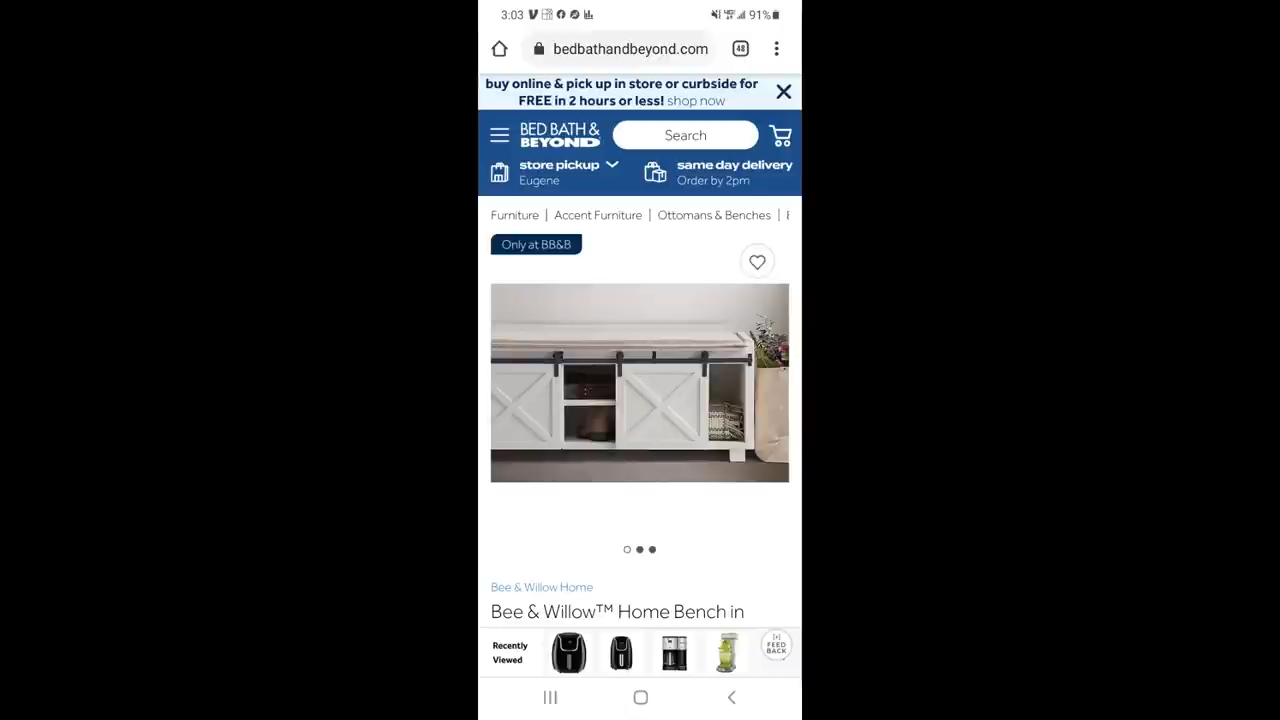 3:03
91%
bedbathandbeyond.com
48
buy online & pick up in store or curbside for
FREE in 2 hours or less! shop now
BED BATH &
BEYOND
Search
store pickup
Eugene
same day delivery
Order by 2pm
Furniture | Accent Furniture | Ottomans & Benches |
Only at BB&B
Bee & Willow Home
Bee & Willow™ Home Bench in
Recently
Viewed
[+]
FEED
BACK